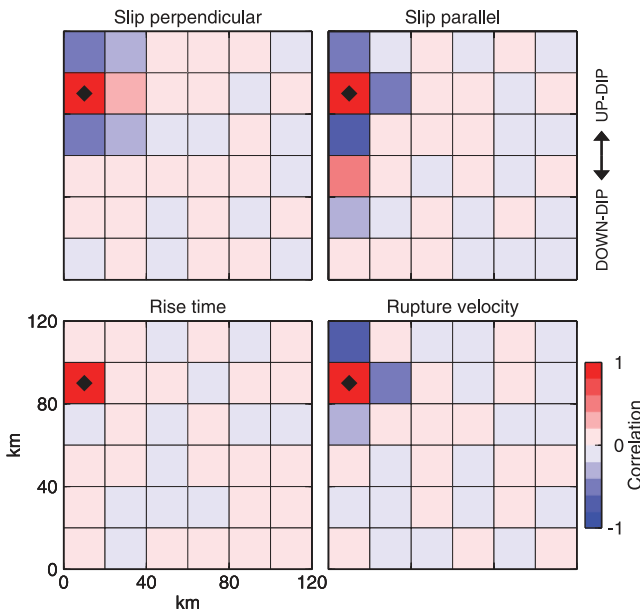 Slip perpendicular
Slip parallel
UP-DIP
DOWN-DIP
Rise time
Rupture velocity
120
80
40
0
km
0
40
80
120
km
1
0
-1
Correlation